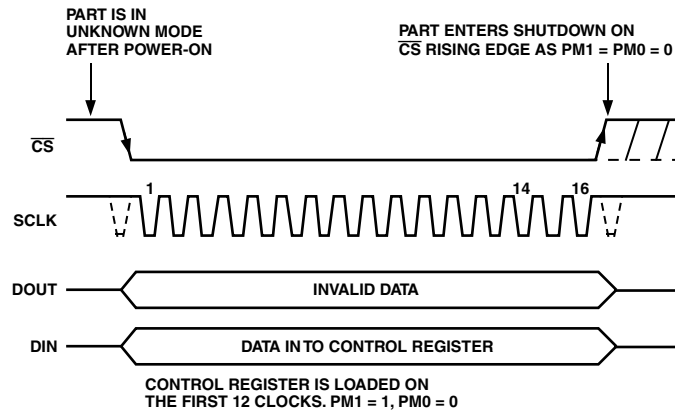 PART IS IN
UNKNOWN MODE
AFTER POWER-ON
PART ENTERS SHUTDOWN ON
CS RISING EDGE AS PM1 = PM0 = 0
CS
1
14
16
SCLK
DOUT
INVALID DATA
DIN
DATA INTO CONTROL REGISTER
CONTROL REGISTER IS LOADED ON
THE FIRST 12 CLOCKS. PM1 = 1, PM0 = 0